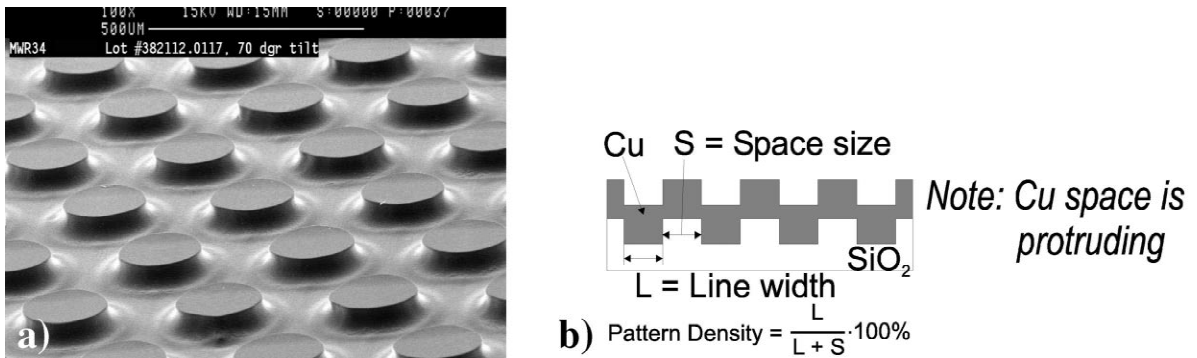 100X 15KV WD:15MM S:00000 P:00037
500UM
MWR34 Lot #382112.0117, 70 dgr tilt
a)
Cu S = Space size
Note: Cu space is
protruding
SiO₂
L = Line width
b) Pattern Density = L / L + S ·100%